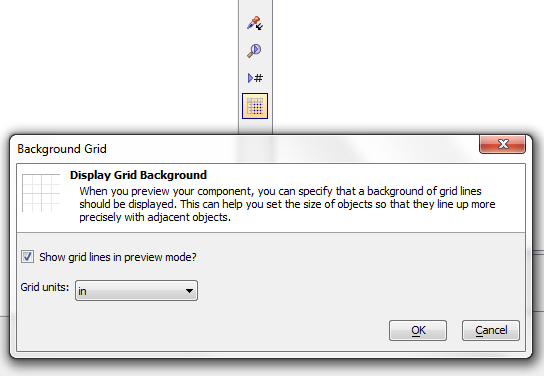 #
Background Grid
Display Grid Background
When you preview your component, you can specify that a background of grid lines
should be displayed. This can help you set the size of objects so that they line up more
precisely with adjacent objects.
Show grid lines in preview mode?
Grid units: in
OK Cancel